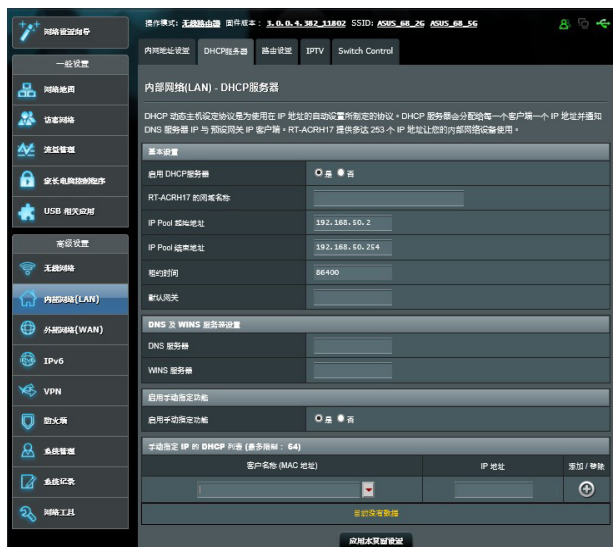 网络设置向导
操作模式: 无线路由器 固件版本: 3.0.0.4.382_11802 SSID: ASUS_68_2G ASUS_68_5G
一般设置
网络地图
访客网络
流量管理
家长电脑控制程序
USB 相关应用
高级设置
无线网络
内部网络(LAN)
外部网络(WAN)
IPv6
VPN
防火墙
系统管理
系统记录
网络工具
内网地址设置 DHCP服务器 路由设置 IPTV Switch Control
内部网络(LAN) - DHCP服务器
DHCP 动态主机设定协议是为使在 IP 地址的自动设置所制定的协议。DHCP 服务器会分配给每一个客户端一个 IP 地址并通知
DNS 服务器 IP 与 预设网关 IP 客户端。RT-ACRH17 提供多达 253 个 IP 地址让您的内部网络设备使用。
基本设置
启用 DHCP服务器 是 否
RT-ACRH17 的网域名称
IP Pool 起始地址 192.168.50.2
IP Pool 结束地址 192.168.50.254
租约时间 86400
默认网关
DNS 及 WINS 服务器设置
DNS 服务器
WINS 服务器
启用手动指定功能
启用手动指定功能 是 否
手动指定 IP 的 DHCP 列表 (最多限制 : 64)
客户名称 (MAC 地址) IP 地址 添加 / 移除
目前没有数据
应用本页面设置